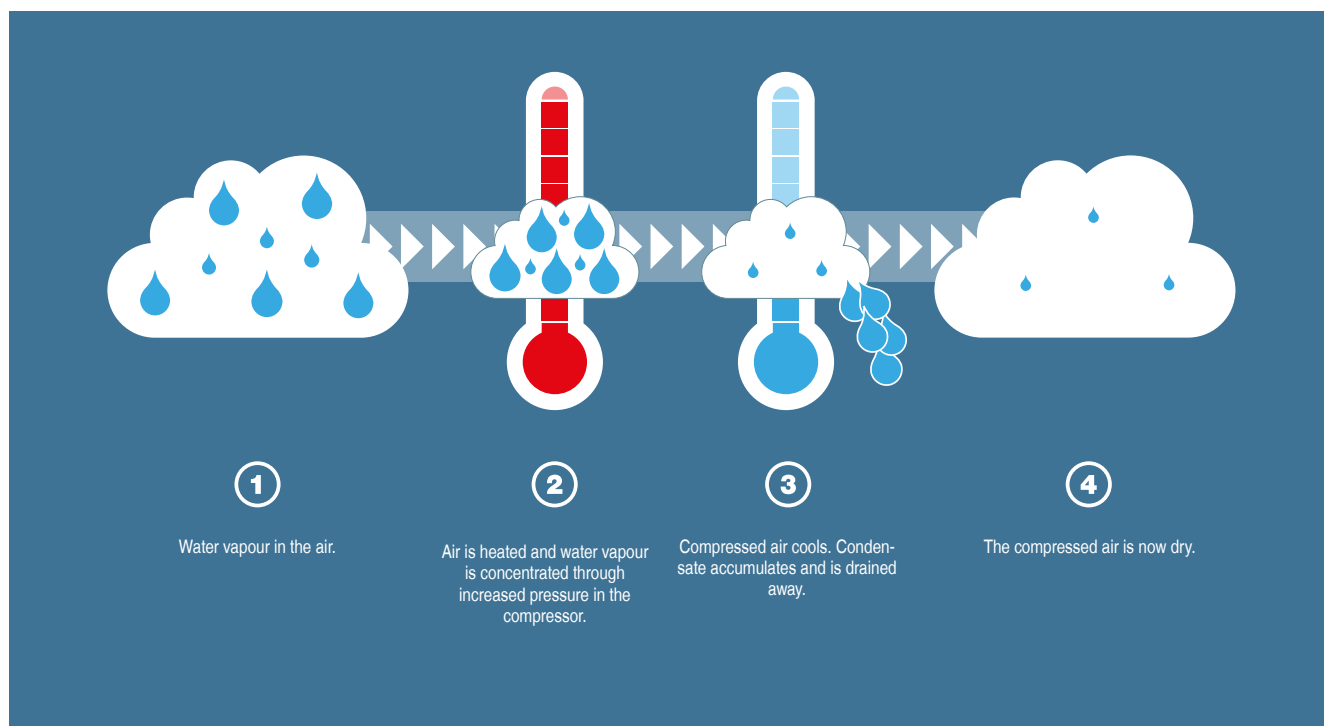 1
Water vapour in the air.
2
Air is heated and water vapour
is concentrated through
increased pressure in the
compressor.
3
Compressed air cools. Conden-
sate accumulates and is drained
away.
4
The compressed air is now dry.